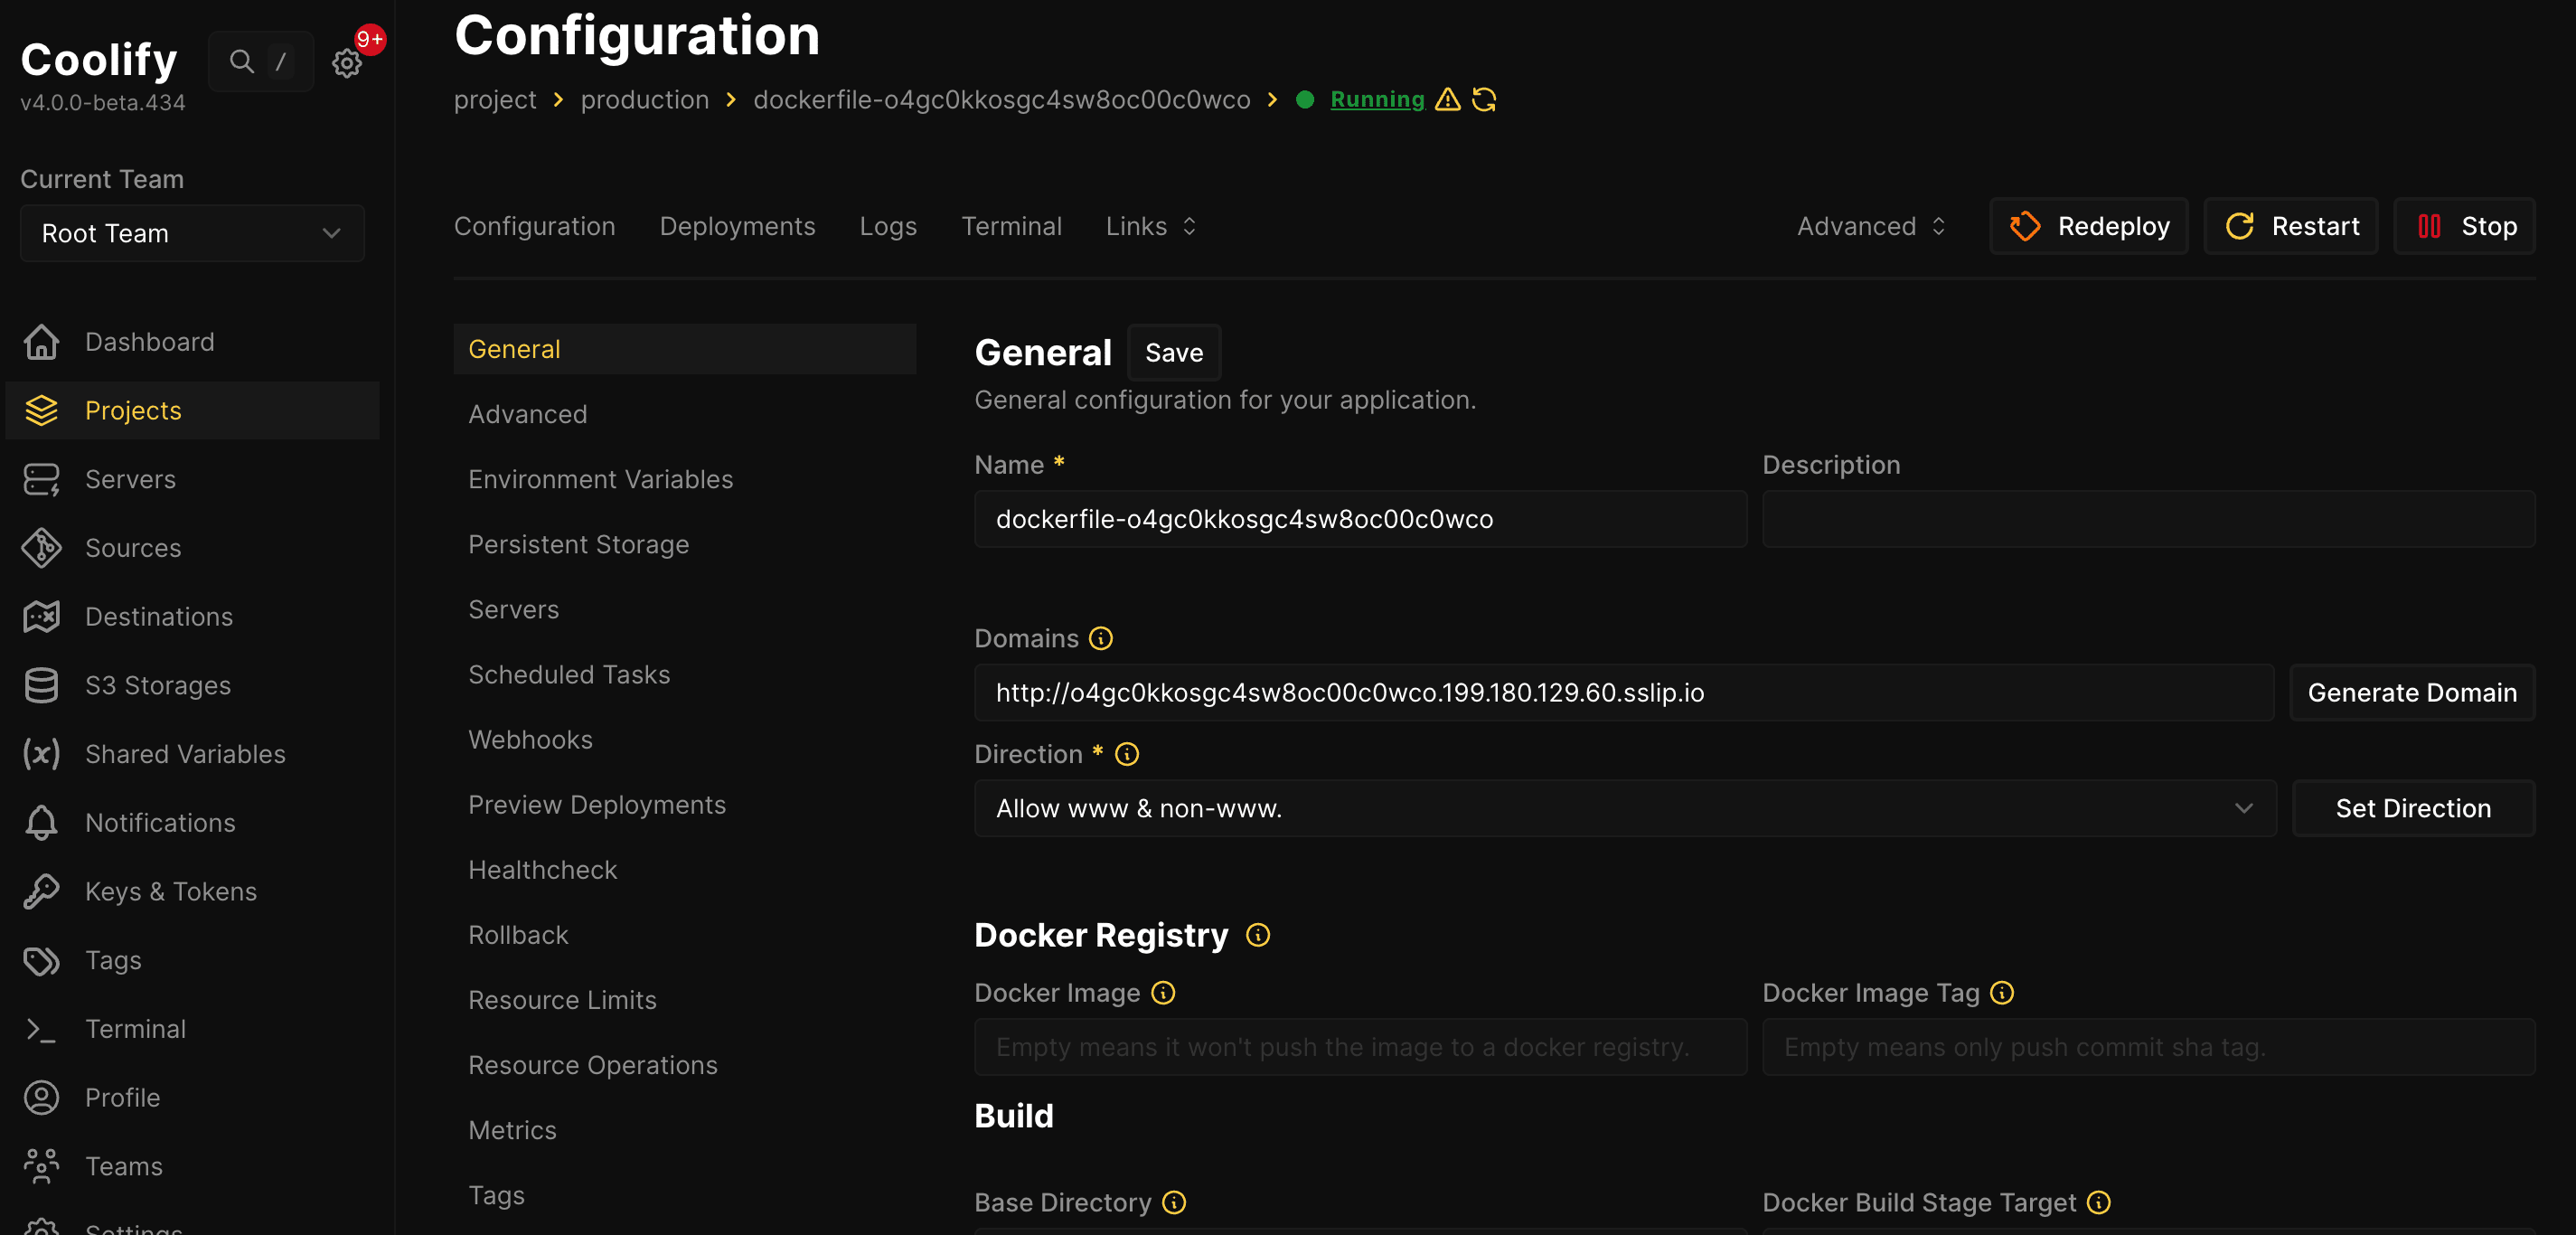 Coolify
/
9+
v4.0.0-beta.434
Current Team
Root Team
Dashboard
Projects
Servers
Sources
Destinations
S3 Storages
Shared Variables
Notifications
Keys & Tokens
Tags
Terminal
Profile
Teams
Settings
Configuration
project > production > dockerfile-o4gc0kkosgc4sw8oc00c0wco > Running
Configuration Deployments Logs Terminal Links Advanced Redeploy Restart Stop
General
Advanced
Environment Variables
Persistent Storage
Servers
Scheduled Tasks
Webhooks
Preview Deployments
Healthcheck
Rollback
Resource Limits
Resource Operations
Metrics
Tags
General Save
General configuration for your application.
Name * Description
dockerfile-o4gc0kkosgc4sw8oc00c0wco
Domains
http://o4gc0kkosgc4sw8oc00c0wco.199.180.129.60.sslip.io Generate Domain
Direction *
Allow www & non-www. Set Direction
Docker Registry
Docker Image Docker Image Tag
Empty means it won't push the image to a docker registry. Empty means only push commit sha tag.
Build
Base Directory Docker Build Stage Target